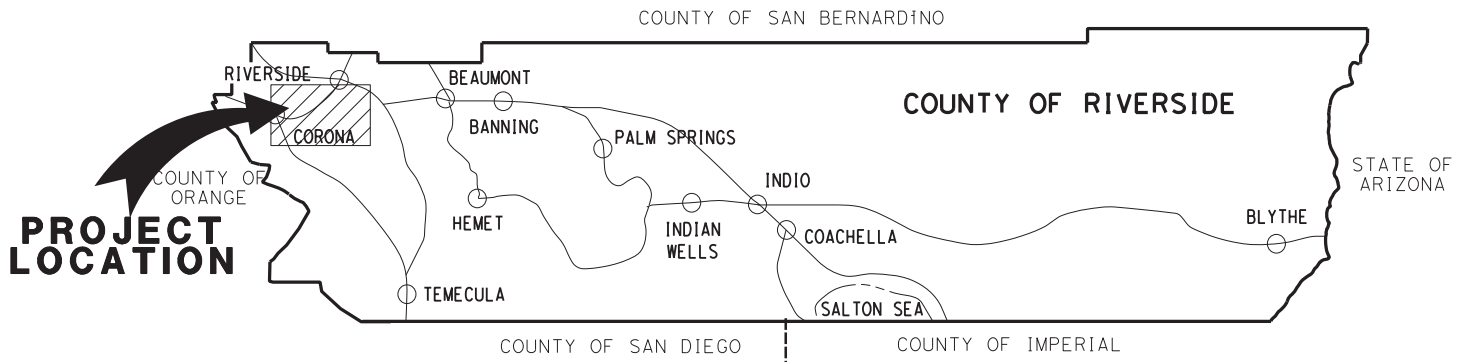 COUNTY OF SAN BERNARDINO
RIVERSIDE
BEAUMONT
BANNING
CORONA
PALM SPRINGS
COUNTY OF RIVERSIDE
STATE OF
ARIZONA
COUNTY OF
ORANGE
PROJECT
LOCATION
HEMET
INDIAN
WELLS
INDIO
COACHELLA
BLYTHE
TEMECULA
SALTON SEA
COUNTY OF SAN DIEGO
COUNTY OF IMPERIAL